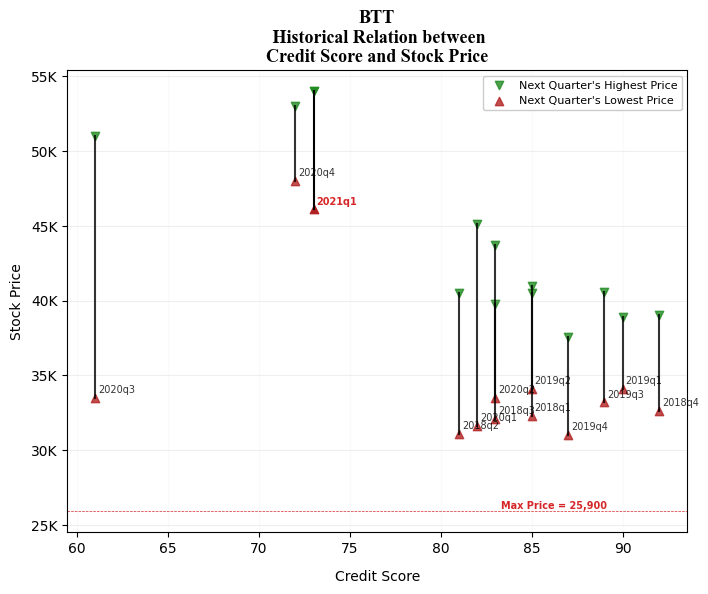 BTT
Historical Relation between
Credit Score and Stock Price
Next Quarter's Highest Price
Next Quarter's Lowest Price
55K
50K
45K
40K
35K
30K
25K
Stock Price
2020q4
2021q1
2020q3
2019q2
2019q1
2020q2
2019q3
2018q4
2018q3
2018q1
2020q1
2018q2
2019q4
Max Price = 25,900
60
65
70
75
80
85
90
Credit Score